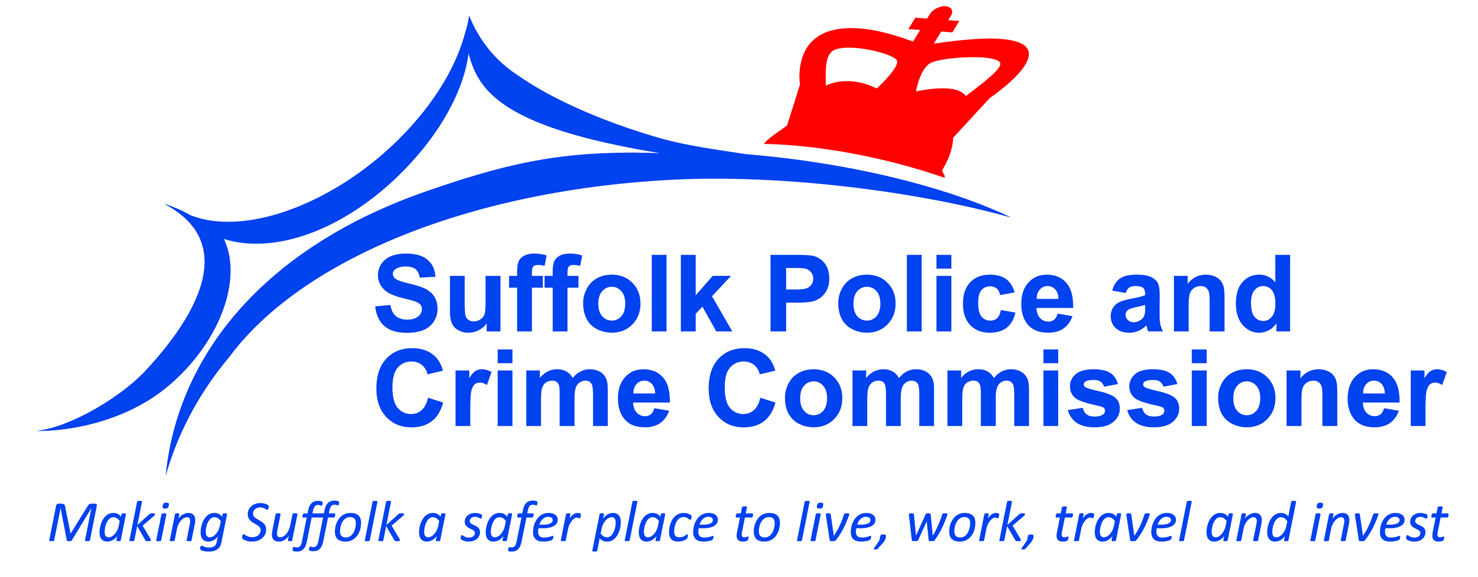 Suffolk Police and
Crime Commissioner
Making Suffolk a safer place to live, work, travel and invest